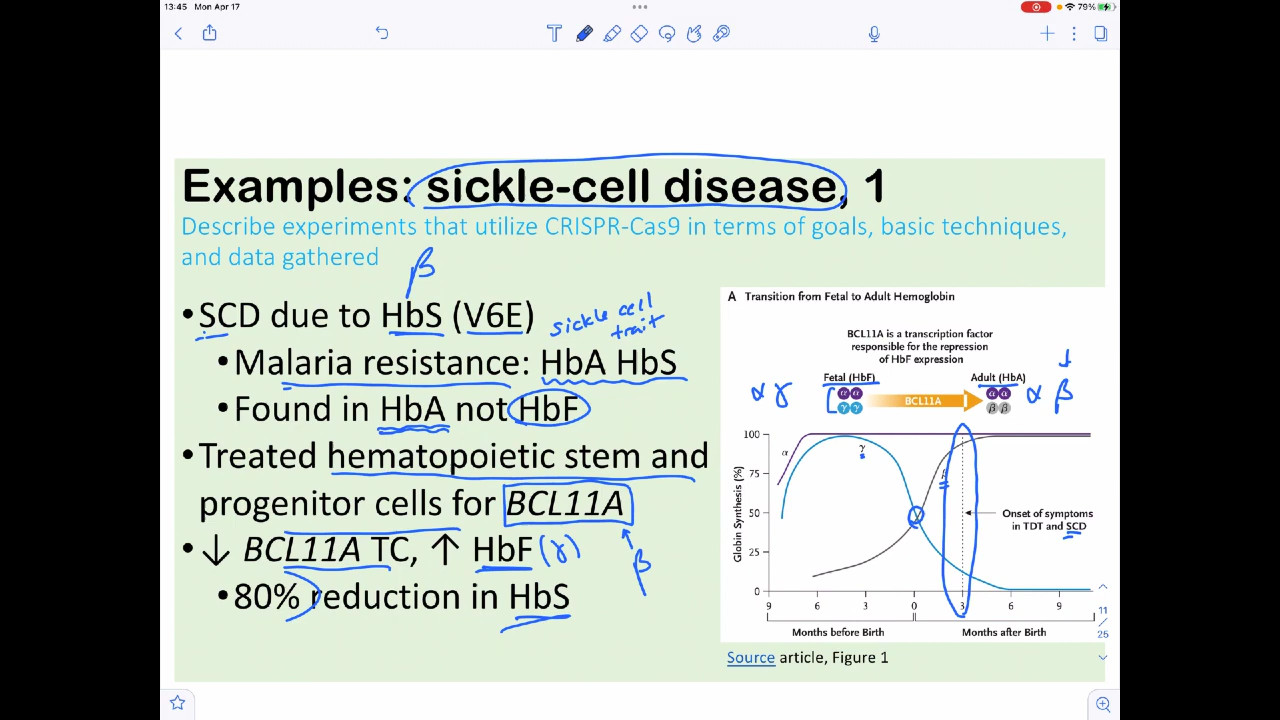 13:45 Mon Apr 17
79%
T
Examples: sickle-cell disease, 1
Describe experiments that utilize CRISPR-Cas9 in terms of goals, basic techniques,
and data gathered
β
•SCD due to HbS (V6E)
sickle cell
trait
•Malaria resistance: HbA HbS
•Found in HbA not HbF
•Treated hematopoietic stem and
progenitor cells for BCL11A
•↓ BCL11A TC, ↑ HbF (γ)
β
•80% reduction in HbS
A Transition from Fetal to Adult Hemoglobin
BCL11A is a transcription factor
responsible for the repression
of HbF expression
Fetal (HbF) Adult (HbA)
α γ α α BCL11A α α α β
γ γ β β
100
75
50
25
0
Globin Synthesis (%)
α
γ
β
Onset of symptoms
in TDT and SCD
9 6 3 0 3 6 9
Months before Birth Months after Birth
11
/
25
Source article, Figure 1